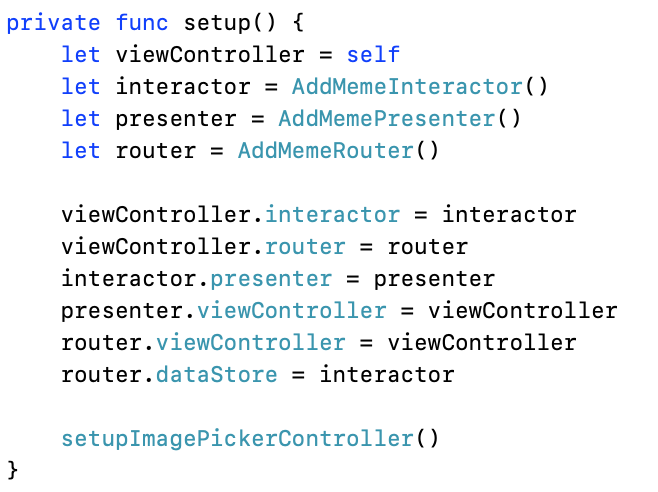 private func setup() {
    let viewController = self
    let interactor = AddMemeInteractor()
    let presenter = AddMemePresenter()
    let router = AddMemeRouter()

    viewController.interactor = interactor
    viewController.router = router
    interactor.presenter = presenter
    presenter.viewController = viewController
    router.viewController = viewController
    router.dataStore = interactor

    setupImagePickerController()
}